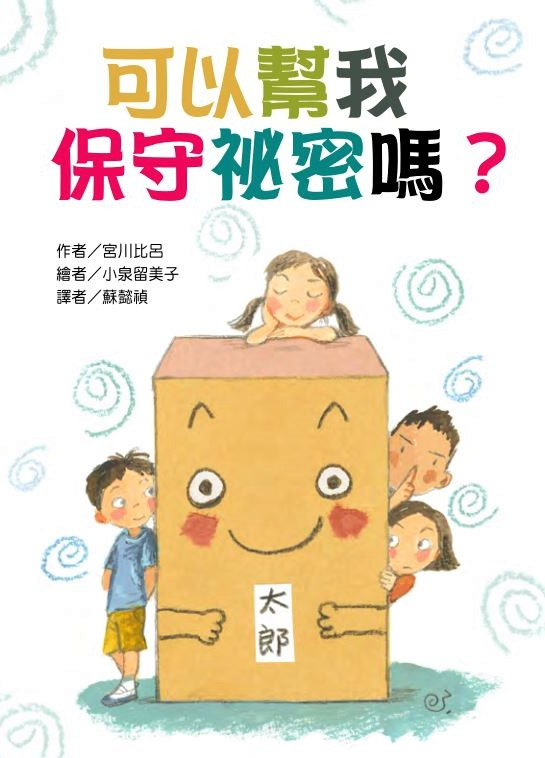 可以幫我
保守祕密嗎？
作者／宮川比呂
繪者／小泉留美子
譯者／蘇懿禎
太郎